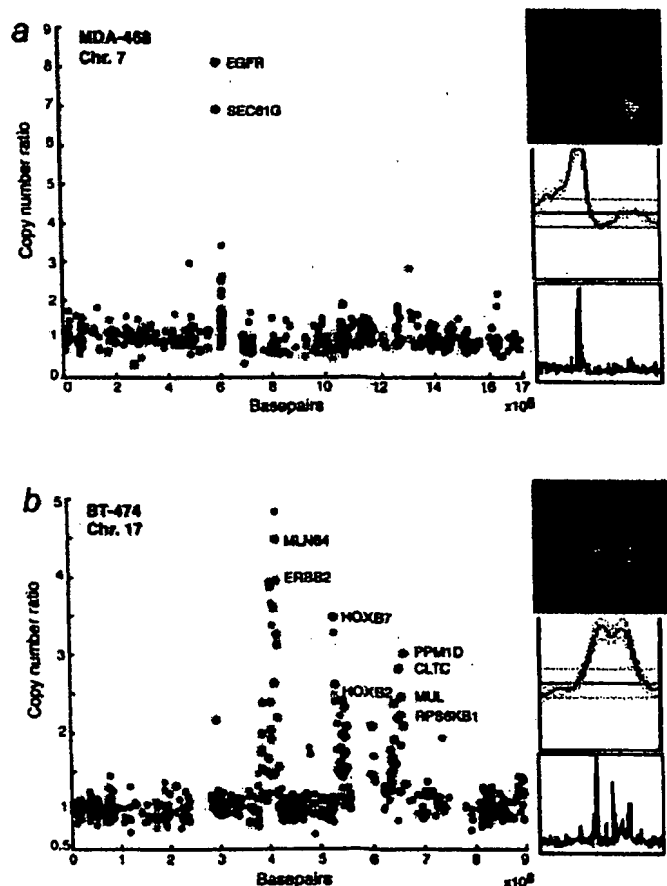 a
MDA-468
Chr. 7
9
8
7
6
5
4
3
2
1
0
EGFR
SEC61G
Copy number ratio
0 2 4 6 8 10 12 14 16 17
Basepairs
b
BT-474
Chr. 17
5
4
3
2
1
0.5
MLN64
ERBB2
HOXB7
HOXB2
PPM1D
CLTC
MUL
RPS6KB1
Copy number ratio
0 1 2 3 4 5 6 7 8 9
Basepairs